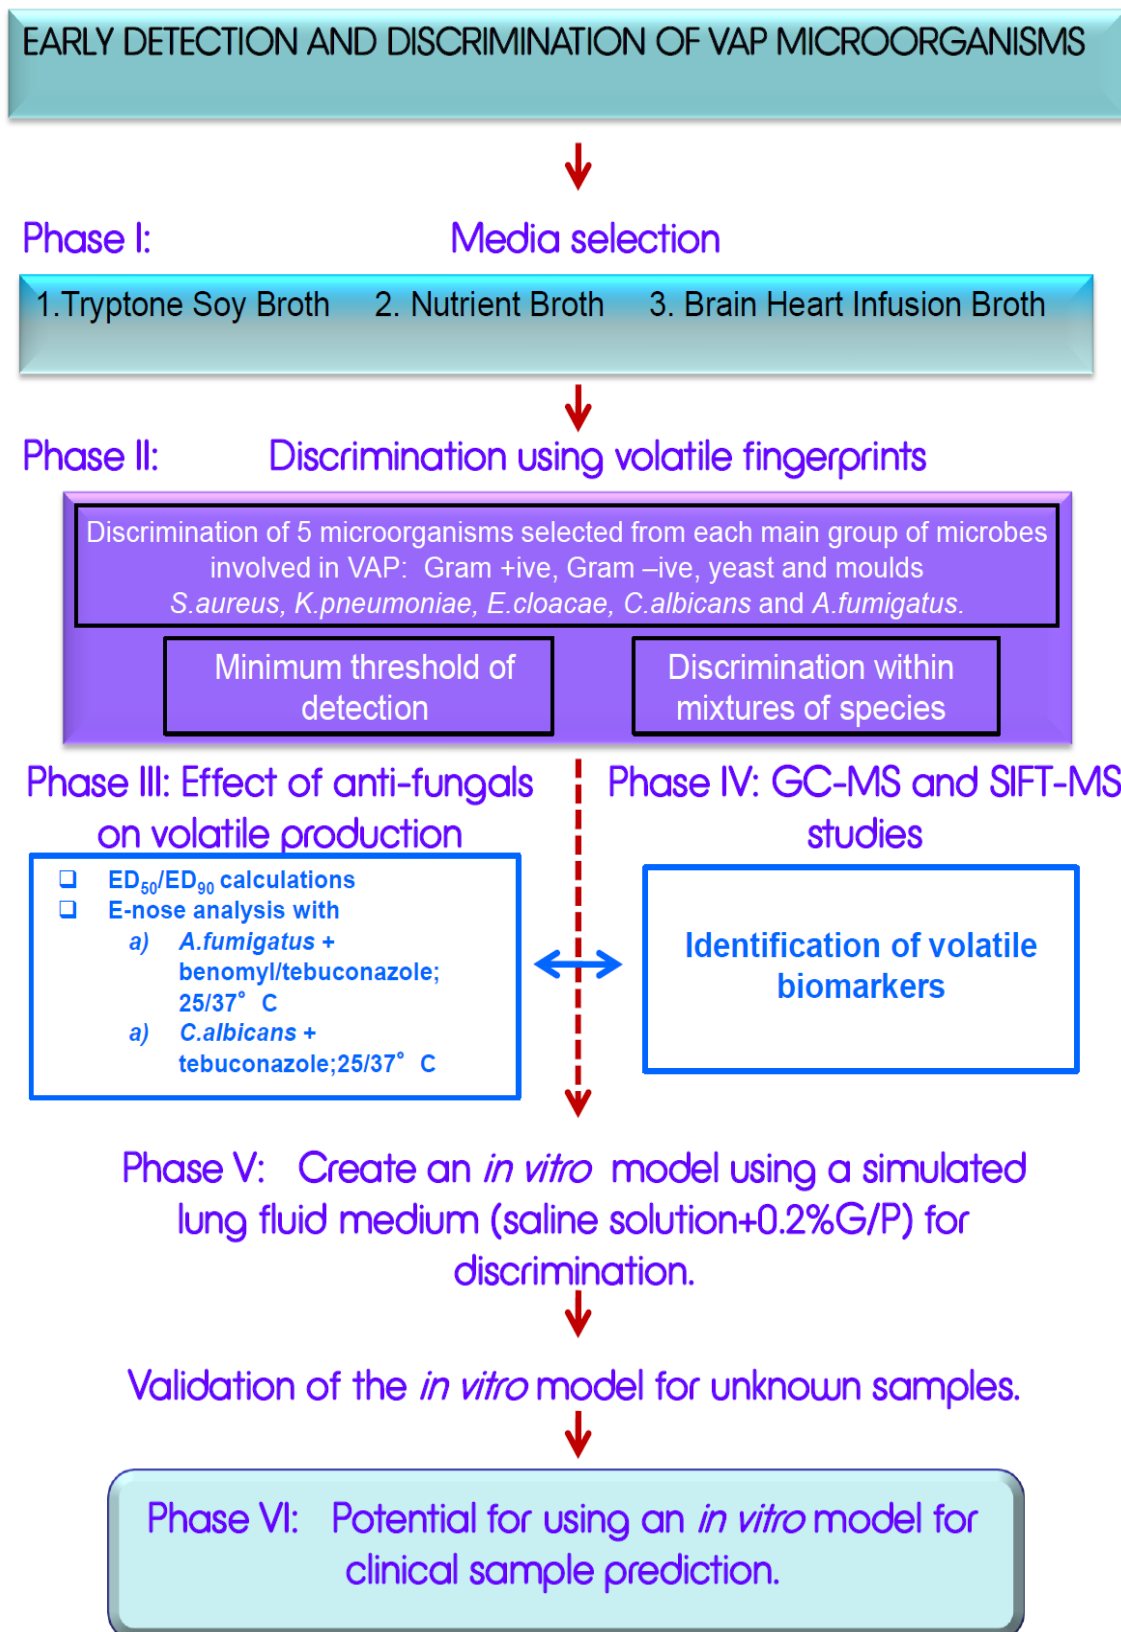 EARLY DETECTION AND DISCRIMINATION OF VAP MICROORGANISMS
Phase I: Media selection
1.Tryptone Soy Broth 2. Nutrient Broth 3. Brain Heart Infusion Broth
Phase II: Discrimination using volatile fingerprints
Discrimination of 5 microorganisms selected from each main group of microbes
involved in VAP: Gram +ive, Gram –ive, yeast and moulds
S.aureus, K.pneumoniae, E.cloacae, C.albicans and A.fumigatus.
Minimum threshold of
detection
Discrimination within
mixtures of species
Phase III: Effect of anti-fungals
on volatile production
❑ ED50/ED90 calculations
❑ E-nose analysis with
a) A.fumigatus +
benomyl/tebuconazole;
25/37° C
a) C.albicans +
tebuconazole;25/37° C
Phase IV: GC-MS and SIFT-MS
studies
Identification of volatile
biomarkers
Phase V: Create an in vitro model using a simulated
lung fluid medium (saline solution+0.2%G/P) for
discrimination.
Validation of the in vitro model for unknown samples.
Phase VI: Potential for using an in vitro model for
clinical sample prediction.